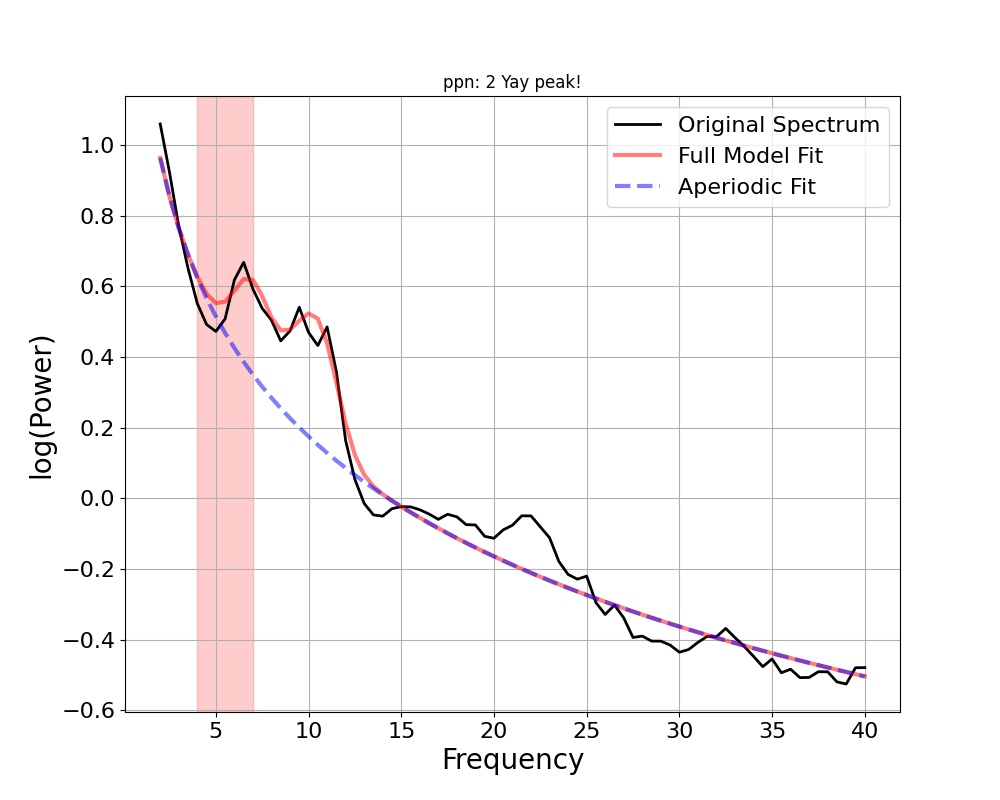 ppn: 2 Yay peak!
Original Spectrum
Full Model Fit
Aperiodic Fit
log(Power)
1.0
0.8
0.6
0.4
0.2
0.0
−0.2
−0.4
−0.6
5 10 15 20 25 30 35 40
Frequency